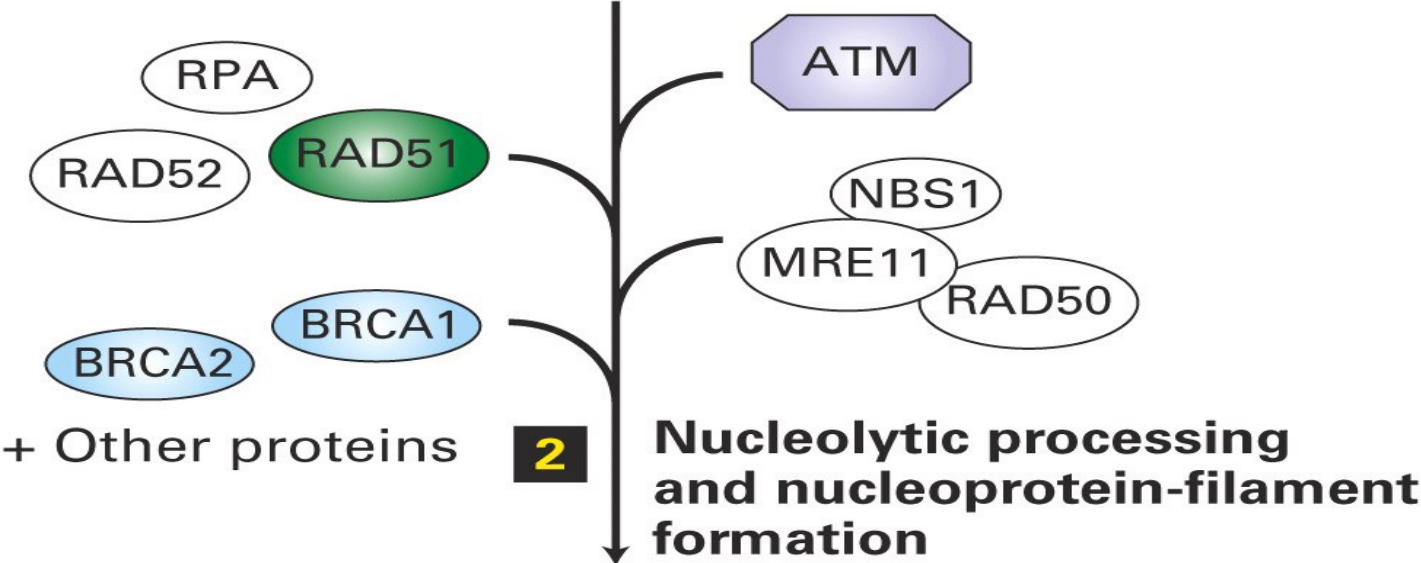 RPA
ATM
RAD51
RAD52
NBS1
MRE11
RAD50
BRCA1
BRCA2
+ Other proteins
2
Nucleolytic processing
and nucleoprotein-filament
formation